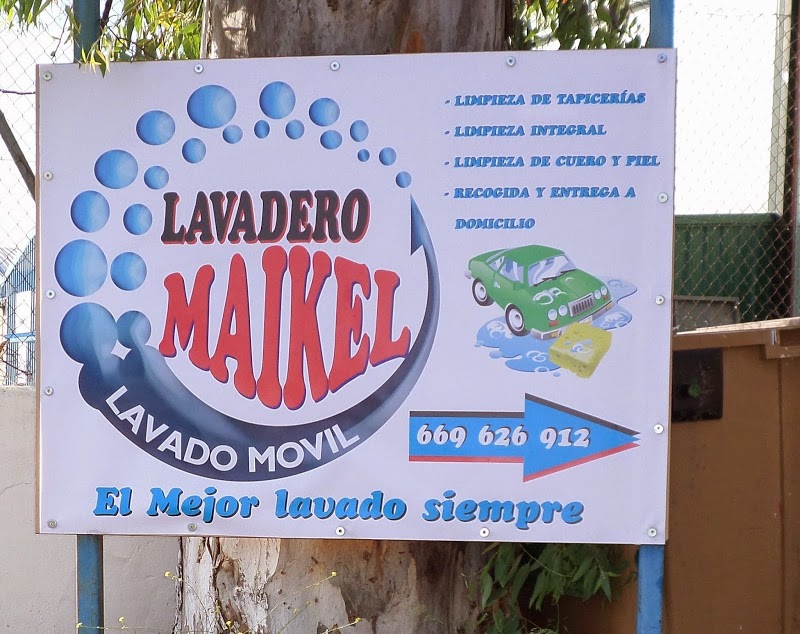 LAVADERO
MAIKEL
LAVADO MOVIL
- LIMPIEZA DE TAPICERÍAS
- LIMPIEZA INTEGRAL
- LIMPIEZA DE CUERO Y PIEL
- RECOGIDA Y ENTREGA A
DOMICILIO
669 626 912
El Mejor lavado siempre